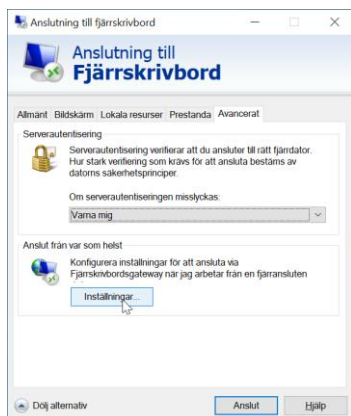 Anslutning till fjärrskrivbord
Anslutning till
Fjärrskrivbord
Allmänt Bildskärm Lokala resurser Prestanda Avancerat
Serverautentisering
Serverautentisering verifierar att du ansluter till rätt fjärrdator.
Hur stark verifiering som krävs för att ansluta bestäms av
datorns säkerhetsprinciper.
Om serverautentiseringen misslyckas:
Varna mig
Anslut från var som helst
Konfigurera inställningar för att ansluta via
Fjärrskrivbordsgateway när jag arbetar från en fjärransluten
Inställningar...
Dölj alternativ
Anslut
Hjälp